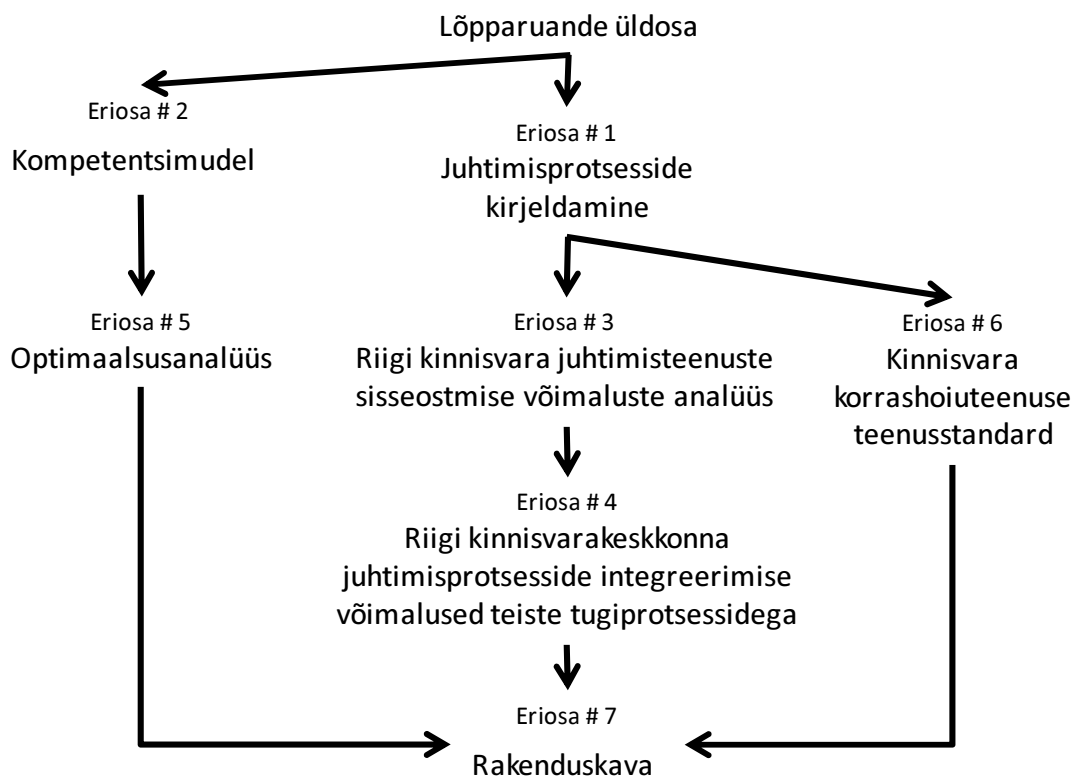 Lõpparuande üldosa
Eriosa # 2
Kompetentsimudel
Eriosa # 1
Juhtimisprotsesside
kirjeldamine
Eriosa # 5
Optimaalsusanalüüs
Eriosa # 3
Riigi kinnisvara juhtimisteenuste
sisseostmise võimaluste analüüs
Eriosa # 6
Kinnisvara
korrashoiuteenuse
teenusstandard
Eriosa # 4
Riigi kinnisvarakeskkonna
juhtimisprotsesside integreerimise
võimalused teiste tugiprotsessidega
Eriosa # 7
Rakenduskava